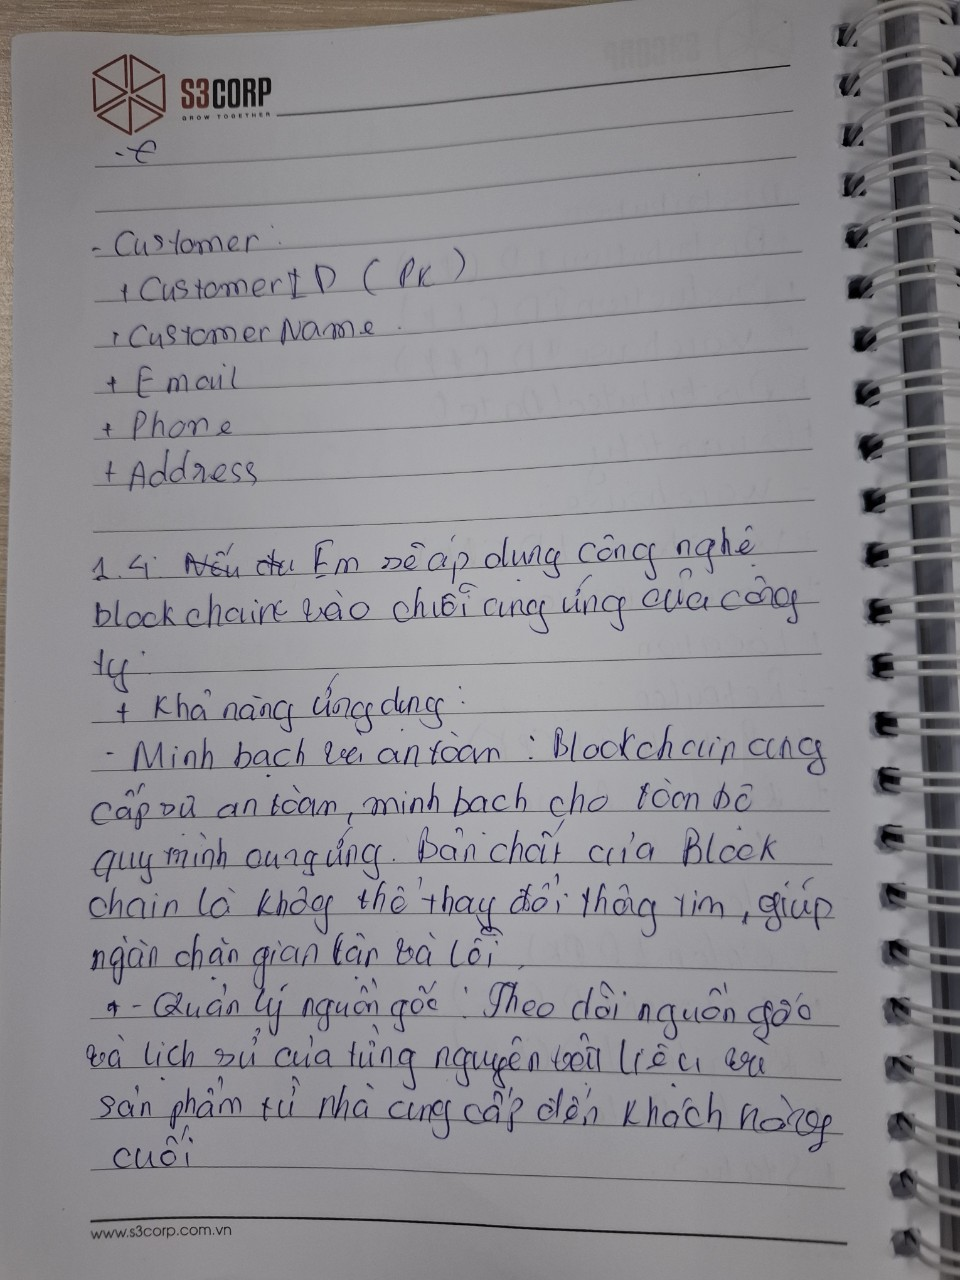 S3CORP
GROW TOGETHER
- Customer:
+ CustomerID (PK)
+ CustomerName
+ Email
+ Phone
+ Address
1.4: Em sẽ áp dụng công nghệ
blockchain vào chuỗi cung ứng của công
ty
+ Khả năng ứng dụng:
- Minh bạch và an toàn: Blockchain cung
cấp sự an toàn, minh bạch cho toàn bộ
quy mình cung ứng. Bản chất của Block
chain là không thể thay đổi thông tin, giúp
ngăn chặn gian lận và lỗi
- Quản lý nguồn gốc: Theo dõi nguồn gốc
và lịch sử của từng nguyên liệu và
sản phẩm từ nhà cung cấp đến khách hàng
cuối
www.s3corp.com.vn